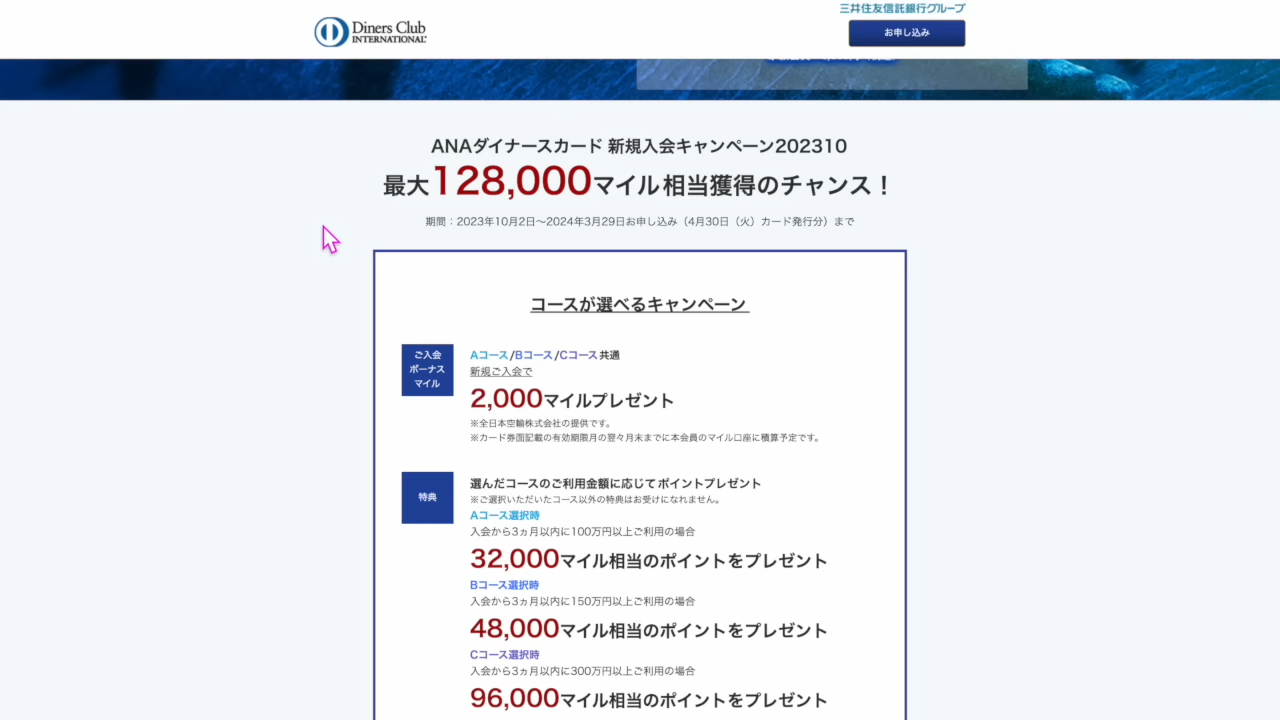 三井住友信託銀行グループ
Diners Club
INTERNATIONAL
お申し込み
ANAダイナースカード 新規入会キャンペーン202310
最大128,000マイル相当獲得のチャンス！
期間：2023年10月2日～2024年3月29日お申し込み（4月30日（火）カード発行分）まで
コースが選べるキャンペーン
ご入会
ボーナス
マイル
Aコース/Bコース/Cコース共通
新規ご入会で
2,000マイルプレゼント
※全日本空輸株式会社の提供です。
※カード券面記載の有効期限月の翌々月末までに本会員のマイル口座に積算予定です。
特典
選んだコースのご利用金額に応じてポイントプレゼント
※ご選択いただいたコース以外の特典はお受けになれません。
Aコース選択時
入会から3ヵ月以内に100万円以上ご利用の場合
32,000マイル相当のポイントをプレゼント
Bコース選択時
入会から3ヵ月以内に150万円以上ご利用の場合
48,000マイル相当のポイントをプレゼント
Cコース選択時
入会から3ヵ月以内に300万円以上ご利用の場合
96,000マイル相当のポイントをプレゼント